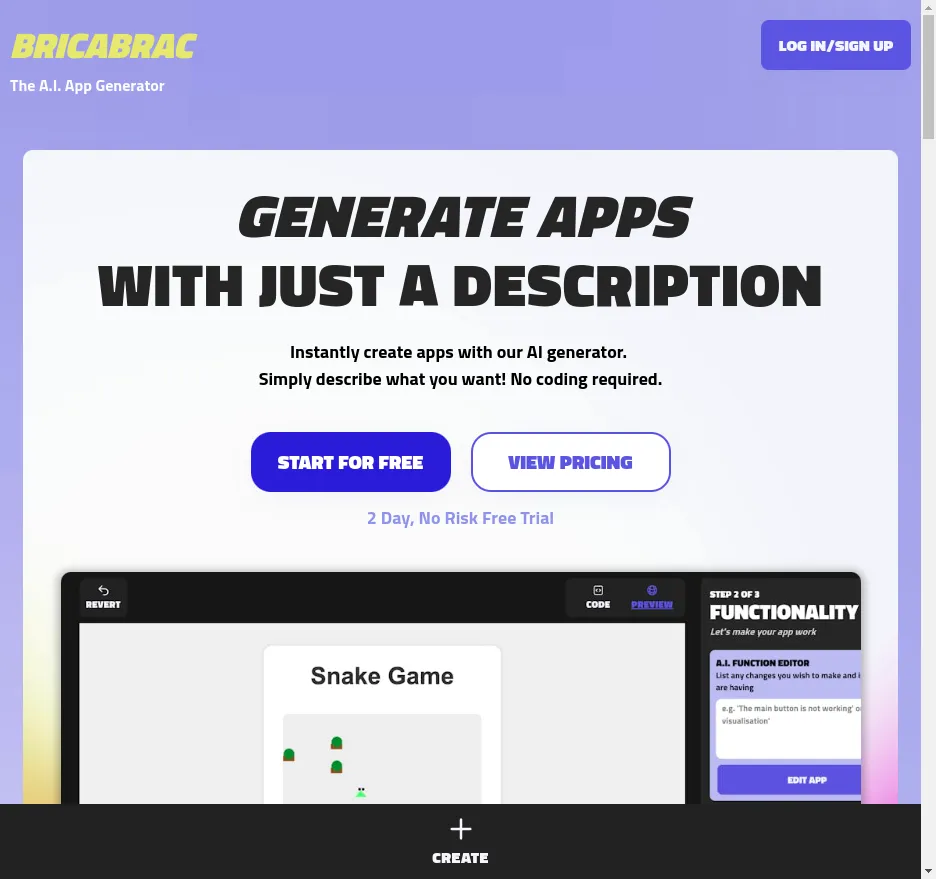 BRICABRAC
LOG IN/SIGN UP
The A.I. App Generator
GENERATE APPS
WITH JUST A DESCRIPTION
Instantly create apps with our AI generator.
Simply describe what you want! No coding required.
START FOR FREE
VIEW PRICING
2 Day, No Risk Free Trial
REVERT
CODE
PREVIEW
STEP 2 OF 3
FUNCTIONALITY
Let's make your app work
A.I. FUNCTION EDITOR
List any changes you wish to make and
are having
e.g. 'The main button is not working'
visualisation'
EDIT APP
Snake Game
CREATE